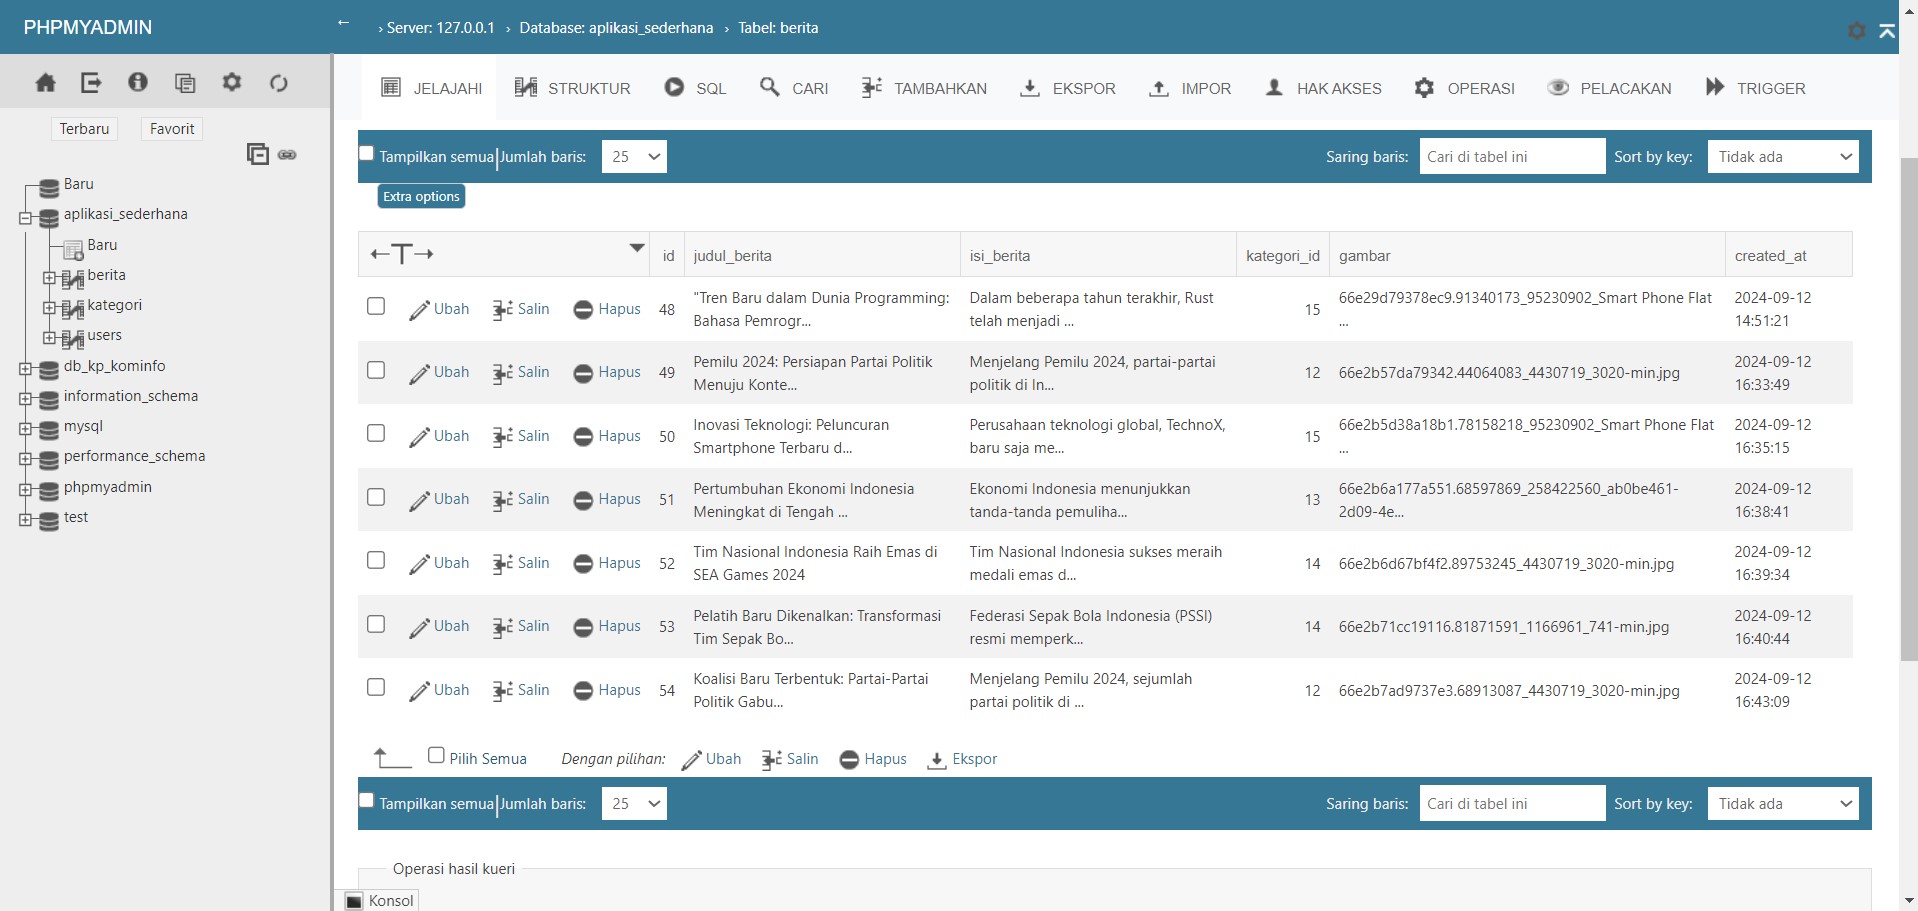 PHPMYADMIN
← › Server: 127.0.0.1 › Database: aplikasi_sederhana › Tabel: berita
Terbaru Favorit
Baru
aplikasi_sederhana
Baru
berita
kategori
users
db_kp_kominfo
information_schema
mysql
performance_schema
phpmyadmin
test
JELAJAHI STRUKTUR SQL CARI TAMBAHKAN EKSPOR IMPOR HAK AKSES OPERASI PELACAKAN TRIGGER
Tampilkan semua | Jumlah baris: 25 Saring baris: Cari di tabel ini Sort by key: Tidak ada
Extra options
←T→ id judul_berita isi_berita kategori_id gambar created_at
"Tren Baru dalam Dunia Programming: Dalam beberapa tahun terakhir, Rust 66e29d79378ec9.91340173_95230902_Smart Phone Flat 2024-09-12
Ubah Salin Hapus 48 15
Bahasa Pemrogr... telah menjadi ... ... 14:51:21
Pemilu 2024: Persiapan Partai Politik Menjelang Pemilu 2024, partai-partai 2024-09-12
Ubah Salin Hapus 49 12 66e2b57da79342.44064083_4430719_3020-min.jpg
Menuju Konte... politik di In... 16:33:49
Inovasi Teknologi: Peluncuran Perusahaan teknologi global, TechnoX, 66e2b5d38a18b1.78158218_95230902_Smart Phone Flat 2024-09-12
Ubah Salin Hapus 50 15
Smartphone Terbaru d... baru saja me... ... 16:35:15
Pertumbuhan Ekonomi Indonesia Ekonomi Indonesia menunjukkan 66e2b6a177a551.68597869_258422560_ab0be461- 2024-09-12
Ubah Salin Hapus 51 13
Meningkat di Tengah ... tanda-tanda pemuliha... 2d09-4e... 16:38:41
Tim Nasional Indonesia Raih Emas di Tim Nasional Indonesia sukses meraih 2024-09-12
Ubah Salin Hapus 52 14 66e2b6d67bf4f2.89753245_4430719_3020-min.jpg
SEA Games 2024 medali emas d... 16:39:34
Pelatih Baru Dikenalkan: Transformasi Federasi Sepak Bola Indonesia (PSSI) 2024-09-12
Ubah Salin Hapus 53 14 66e2b71cc19116.81871591_1166961_741-min.jpg
Tim Sepak Bo... resmi memperk... 16:40:44
Koalisi Baru Terbentuk: Partai-Partai Menjelang Pemilu 2024, sejumlah 2024-09-12
Ubah Salin Hapus 54 12 66e2b7ad9737e3.68913087_4430719_3020-min.jpg
Politik Gabu... partai politik di ... 16:43:09
Pilih Semua Dengan pilihan: Ubah Salin Hapus Ekspor
Tampilkan semua | Jumlah baris: 25 Saring baris: Cari di tabel ini Sort by key: Tidak ada
Operasi hasil kueri
Konsol